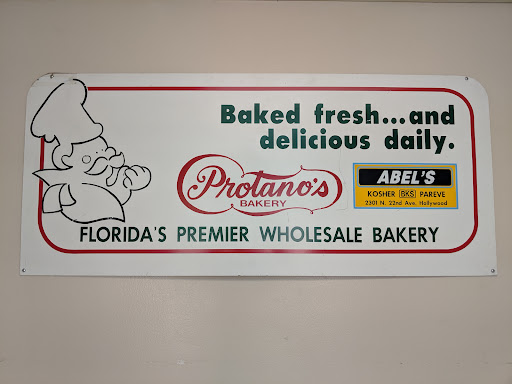 Baked fresh...and
delicious daily.
Protano's
BAKERY
ABEL'S
KOSHER BKS PAREVE
2301 N. 22nd Ave, Hollywood
FLORIDA'S PREMIER WHOLESALE BAKERY